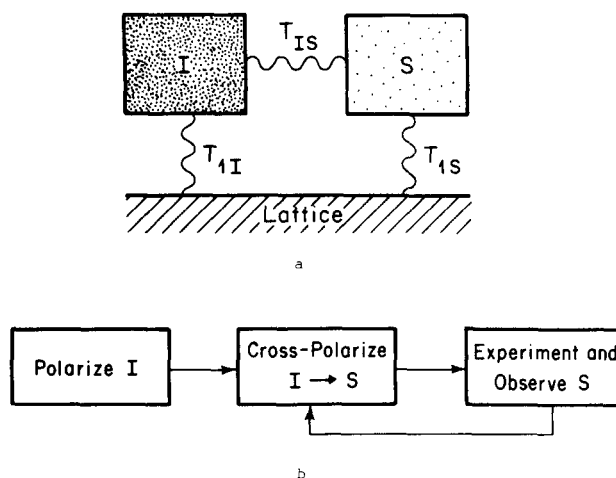 T_IS
I
S
T_1I
T_1S
Lattice
a
Polarize I
Cross-Polarize
I → S
Experiment and
Observe S
b